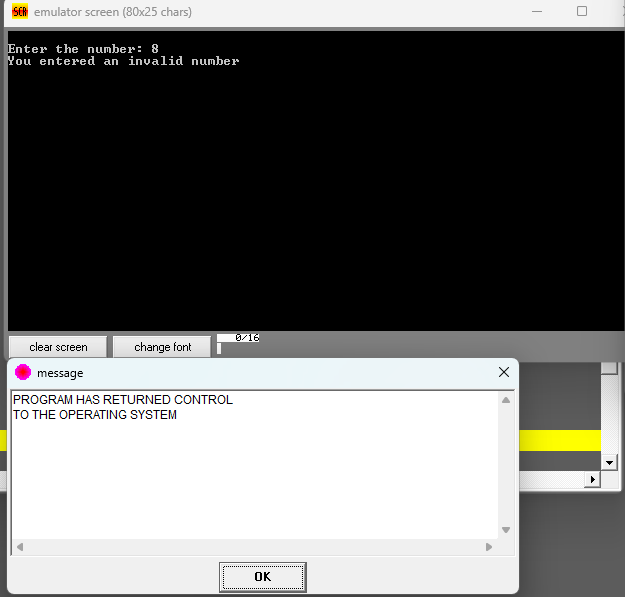 SCR emulator screen (80x25 chars)
Enter the number: 8
You entered an invalid number
clear screen change font 0/16
message
PROGRAM HAS RETURNED CONTROL
TO THE OPERATING SYSTEM
OK